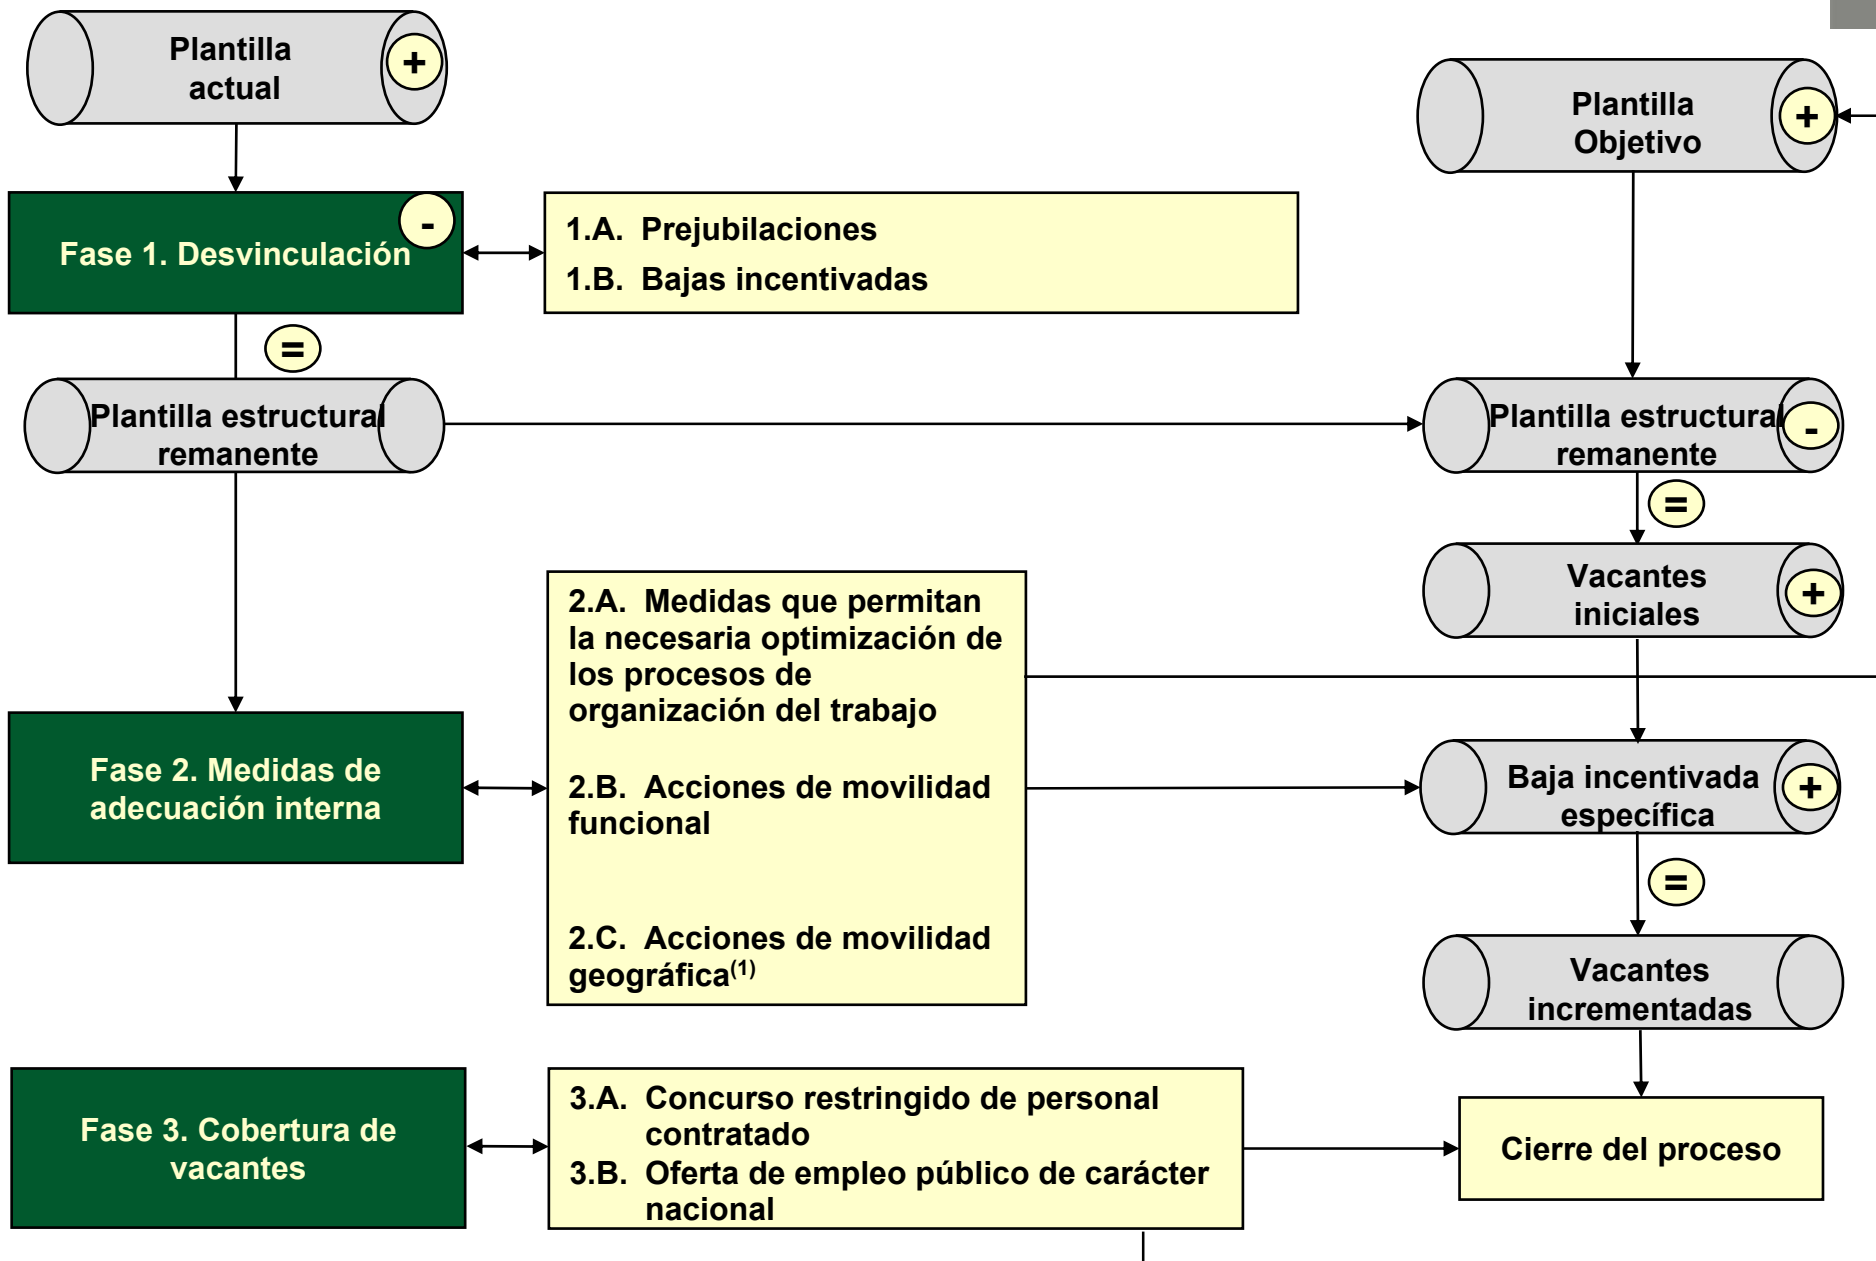 Plantilla
actual
+
Plantilla
Objetivo
+
Fase 1. Desvinculación
-
1.A. Prejubilaciones
1.B. Bajas incentivadas
=
Plantilla estructural
remanente
Plantilla estructural
remanente
-
=
Vacantes
iniciales
+
2.A. Medidas que permitan
la necesaria optimización de
los procesos de
organización del trabajo
2.B. Acciones de movilidad
funcional
2.C. Acciones de movilidad
geográfica(1)
Fase 2. Medidas de
adecuación interna
Baja incentivada
específica
+
=
Vacantes
incrementadas
Fase 3. Cobertura de
vacantes
3.A. Concurso restringido de personal
contratado
3.B. Oferta de empleo público de carácter
nacional
Cierre del proceso